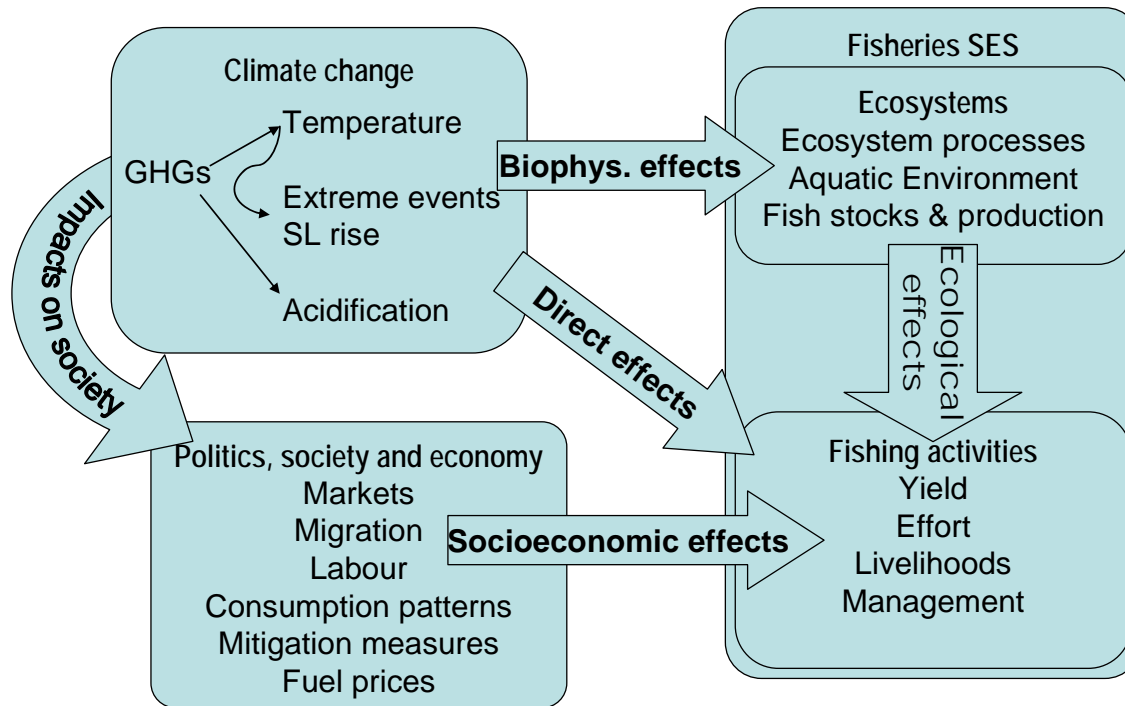 Climate change
GHGs
Temperature
Extreme events
SL rise
Acidification
Impacts on society
Biophys. effects
Direct effects
Fisheries SES
Ecosystems
Ecosystem processes
Aquatic Environment
Fish stocks & production
Ecological
effects
Politics, society and economy
Markets
Migration
Labour
Consumption patterns
Mitigation measures
Fuel prices
Socioeconomic effects
Fishing activities
Yield
Effort
Livelihoods
Management